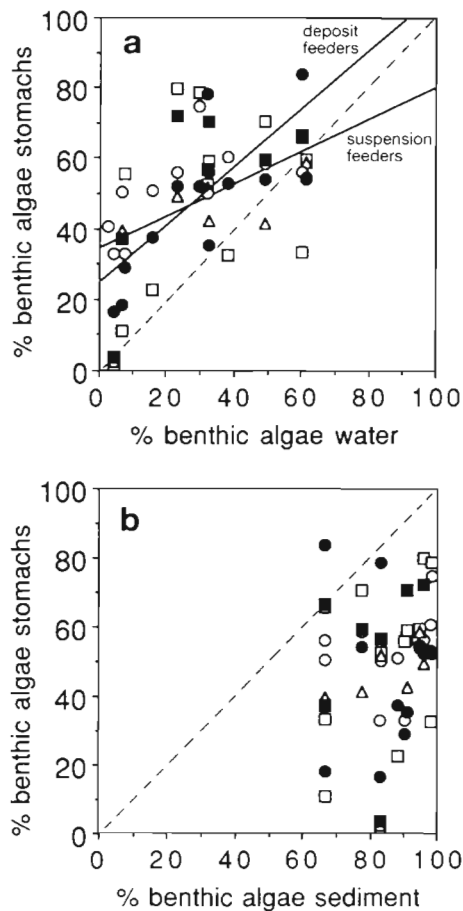 a
deposit
feeders
suspension
feeders
% benthic algae stomachs
100
80
60
40
20
0
0 20 40 60 80 100
% benthic algae water
b
% benthic algae stomachs
100
80
60
40
20
0
0 20 40 60 80 100
% benthic algae sediment